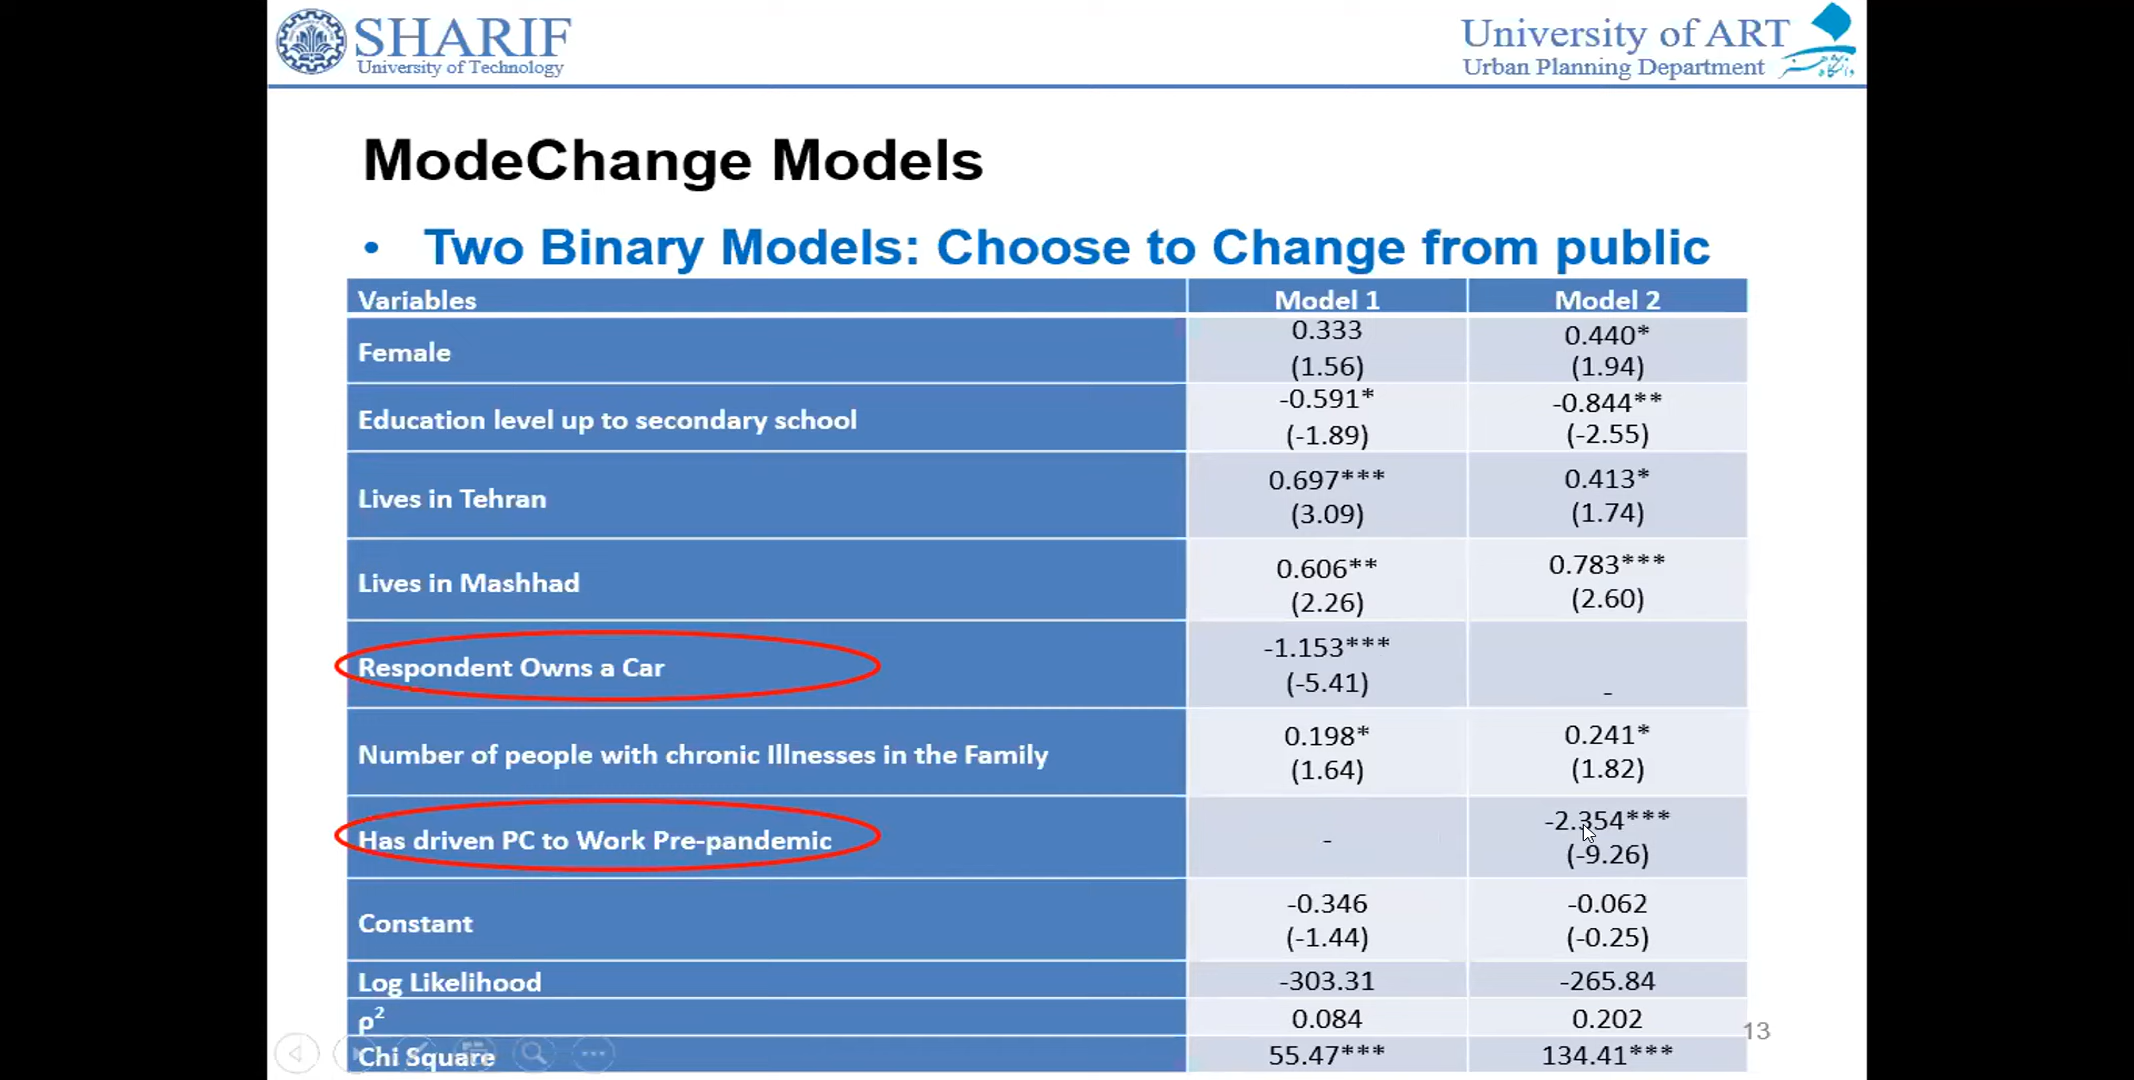 SHARIF
University of Technology
University of ART
Urban Planning Department
دانشگاه هنر
ModeChange Models
• Two Binary Models: Choose to Change from public
Variables Model 1 Model 2
Female 0.333 (1.56) 0.440* (1.94)
Education level up to secondary school -0.591* (-1.89) -0.844** (-2.55)
Lives in Tehran 0.697*** (3.09) 0.413* (1.74)
Lives in Mashhad 0.606** (2.26) 0.783*** (2.60)
Respondent Owns a Car -1.153*** (-5.41) -
Number of people with chronic Illnesses in the Family 0.198* (1.64) 0.241* (1.82)
Has driven PC to Work Pre-pandemic - -2.354*** (-9.26)
Constant -0.346 (-1.44) -0.062 (-0.25)
Log Likelihood -303.31 -265.84
ρ² 0.084 0.202
13
Chi Square 55.47*** 134.41***